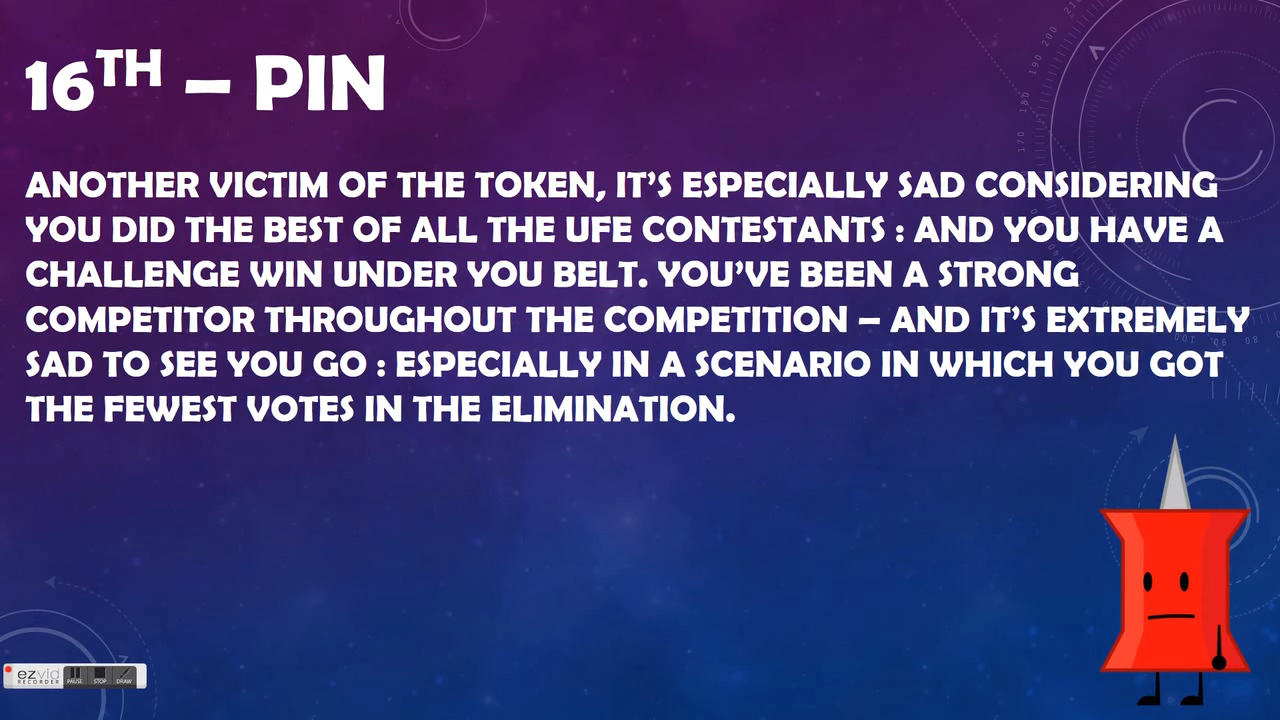 16TH – PIN
ANOTHER VICTIM OF THE TOKEN, IT'S ESPECIALLY SAD CONSIDERING
YOU DID THE BEST OF ALL THE UFE CONTESTANTS : AND YOU HAVE A
CHALLENGE WIN UNDER YOU BELT. YOU'VE BEEN A STRONG
COMPETITOR THROUGHOUT THE COMPETITION – AND IT'S EXTREMELY
SAD TO SEE YOU GO : ESPECIALLY IN A SCENARIO IN WHICH YOU GOT
THE FEWEST VOTES IN THE ELIMINATION.
ezvid
RECORDER
PAUSE STOP DRAW